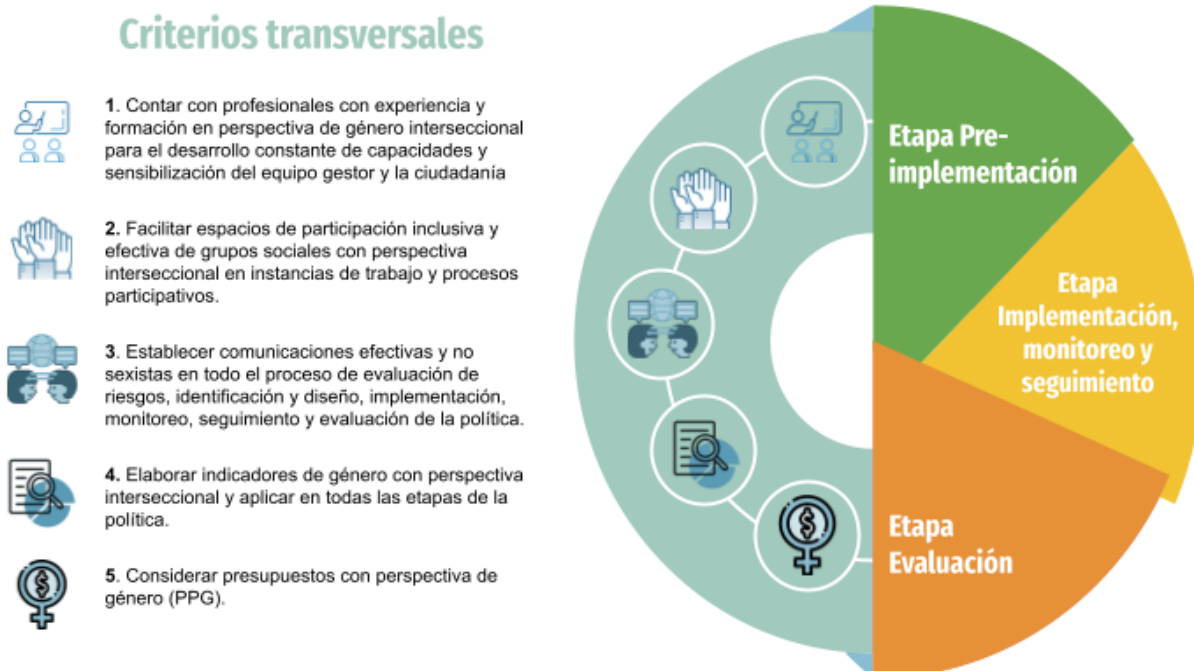 Criterios transversales
1. Contar con profesionales con experiencia y
formación en perspectiva de género interseccional
para el desarrollo constante de capacidades y
sensibilización del equipo gestor y la ciudadanía
2. Facilitar espacios de participación inclusiva y
efectiva de grupos sociales con perspectiva
interseccional en instancias de trabajo y procesos
participativos.
3. Establecer comunicaciones efectivas y no
sexistas en todo el proceso de evaluación de
riesgos, identificación y diseño, implementación,
monitoreo, seguimiento y evaluación de la política.
4. Elaborar indicadores de género con perspectiva
interseccional y aplicar en todas las etapas de la
política.
5. Considerar presupuestos con perspectiva de
género (PPG).
Etapa Pre-
implementación
Etapa
Implementación,
monitoreo y
seguimiento
Etapa
Evaluación